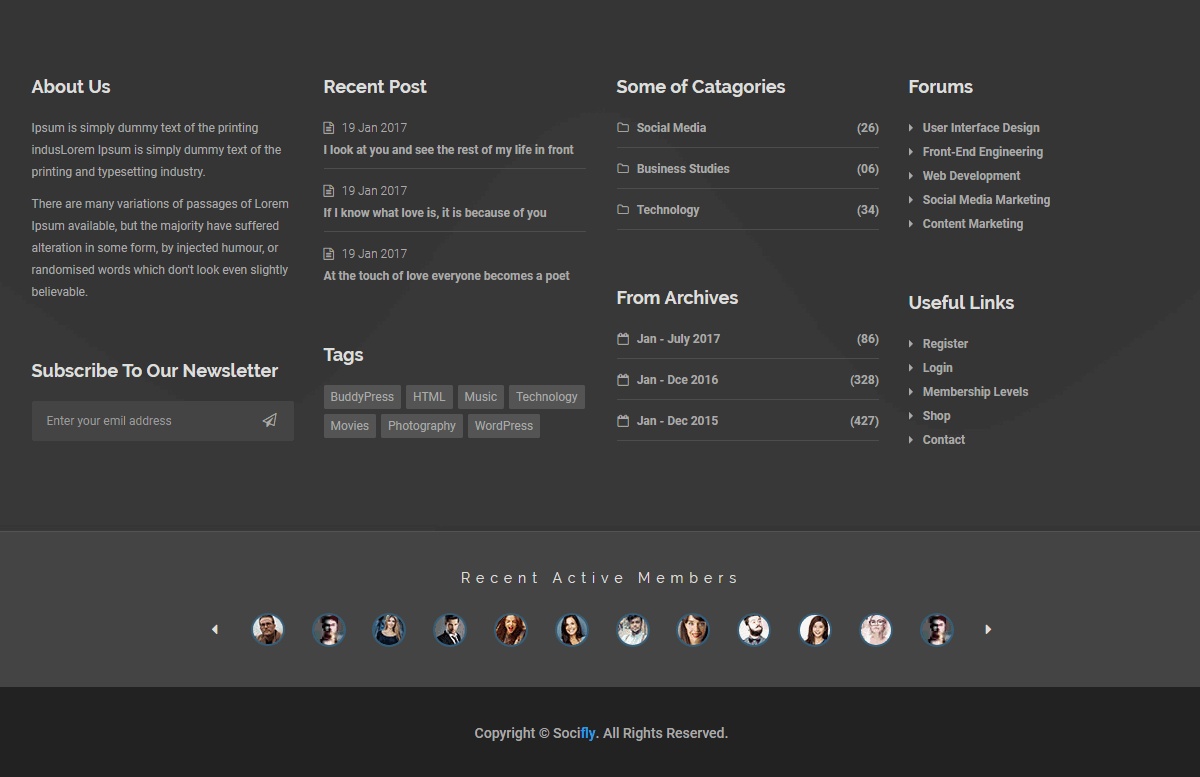 About Us
Ipsum is simply dummy text of the printing
indusLorem Ipsum is simply dummy text of the
printing and typesetting industry.
There are many variations of passages of Lorem
Ipsum available, but the majority have suffered
alteration in some form, by injected humour, or
randomised words which don't look even slightly
believable.
Subscribe To Our Newsletter
Enter your emil address
Recent Post
19 Jan 2017
I look at you and see the rest of my life in front
19 Jan 2017
If I know what love is, it is because of you
19 Jan 2017
At the touch of love everyone becomes a poet
Tags
BuddyPress HTML Music Technology
Movies Photography WordPress
Some of Catagories
Social Media (26)
Business Studies (06)
Technology (34)
From Archives
Jan - July 2017 (86)
Jan - Dce 2016 (328)
Jan - Dec 2015 (427)
Forums
User Interface Design
Front-End Engineering
Web Development
Social Media Marketing
Content Marketing
Useful Links
Register
Login
Membership Levels
Shop
Contact
Recent Active Members
Copyright © Socifly. All Rights Reserved.